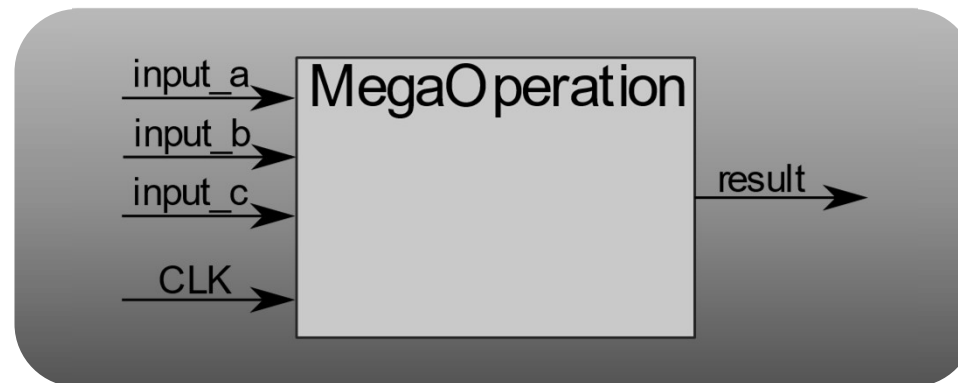 input_a
input_b
input_c
CLK
MegaOperation
result